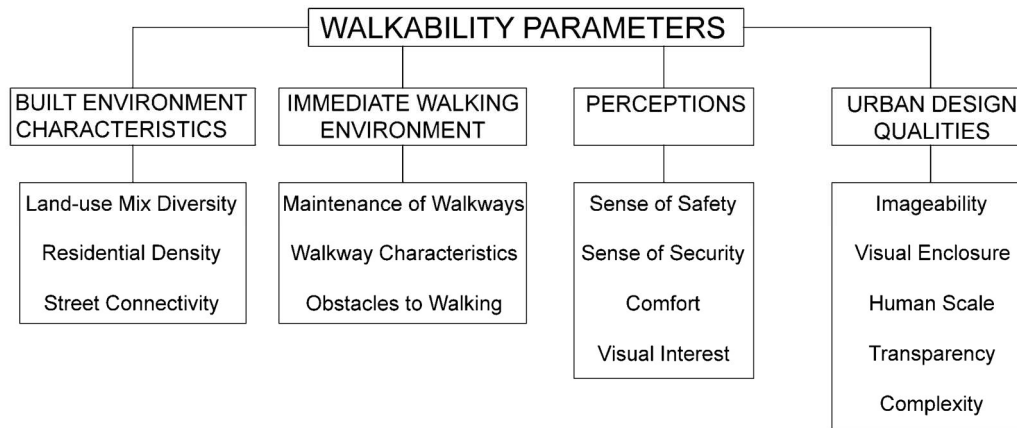 WALKABILITY PARAMETERS
BUILT ENVIRONMENT
CHARACTERISTICS
Land-use Mix Diversity
Residential Density
Street Connectivity
IMMEDIATE WALKING
ENVIRONMENT
Maintenance of Walkways
Walkway Characteristics
Obstacles to Walking
PERCEPTIONS
Sense of Safety
Sense of Security
Comfort
Visual Interest
URBAN DESIGN
QUALITIES
Imageability
Visual Enclosure
Human Scale
Transparency
Complexity